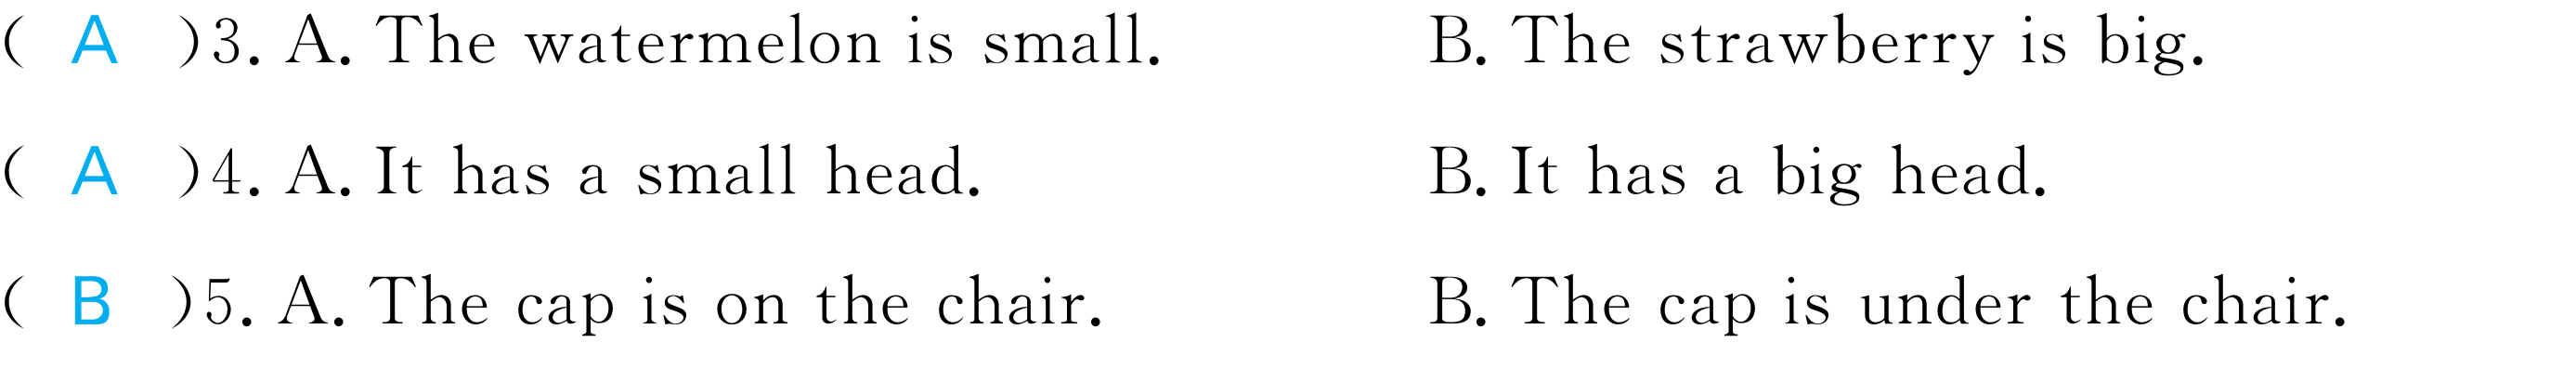 ( A )3. A. The watermelon is small. B. The strawberry is big.
( A )4. A. It has a small head. B. It has a big head.
( B )5. A. The cap is on the chair. B. The cap is under the chair.